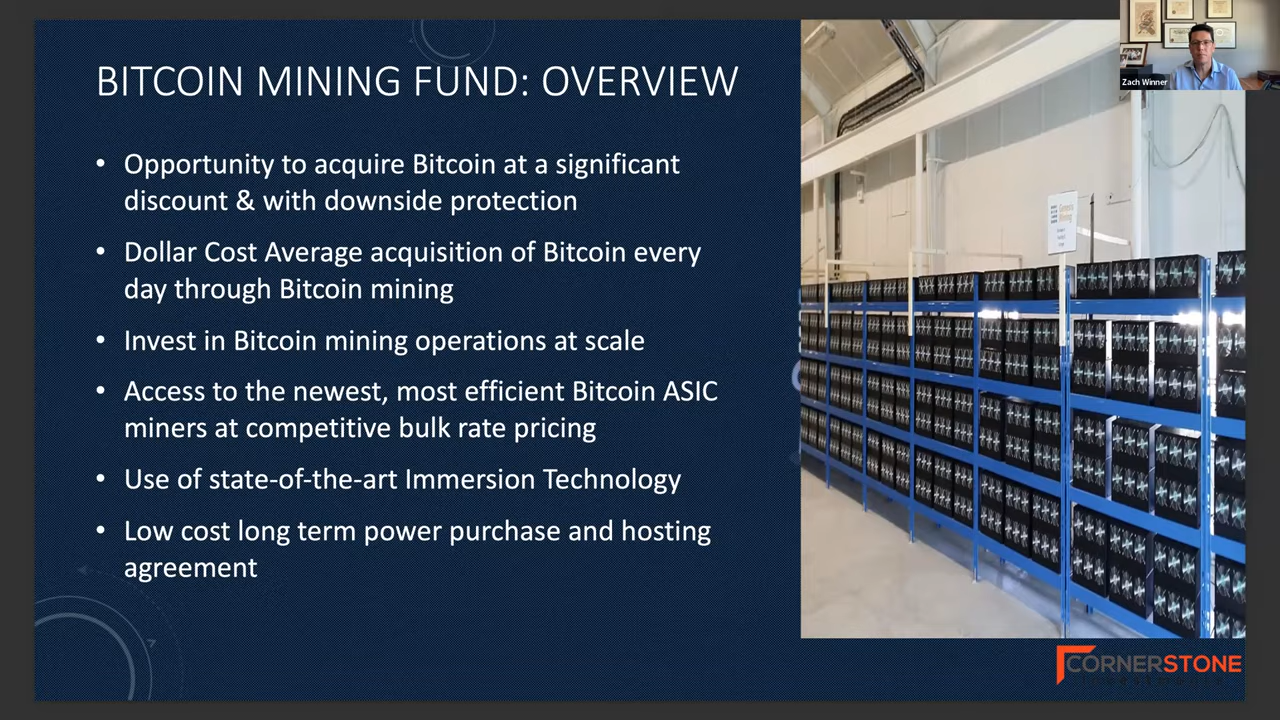 BITCOIN MINING FUND: OVERVIEW
• Opportunity to acquire Bitcoin at a significant
discount & with downside protection
• Dollar Cost Average acquisition of Bitcoin every
day through Bitcoin mining
• Invest in Bitcoin mining operations at scale
• Access to the newest, most efficient Bitcoin ASIC
miners at competitive bulk rate pricing
• Use of state-of-the-art Immersion Technology
• Low cost long term power purchase and hosting
agreement
Zach Winner
Genesis
Mining
CORNERSTONE